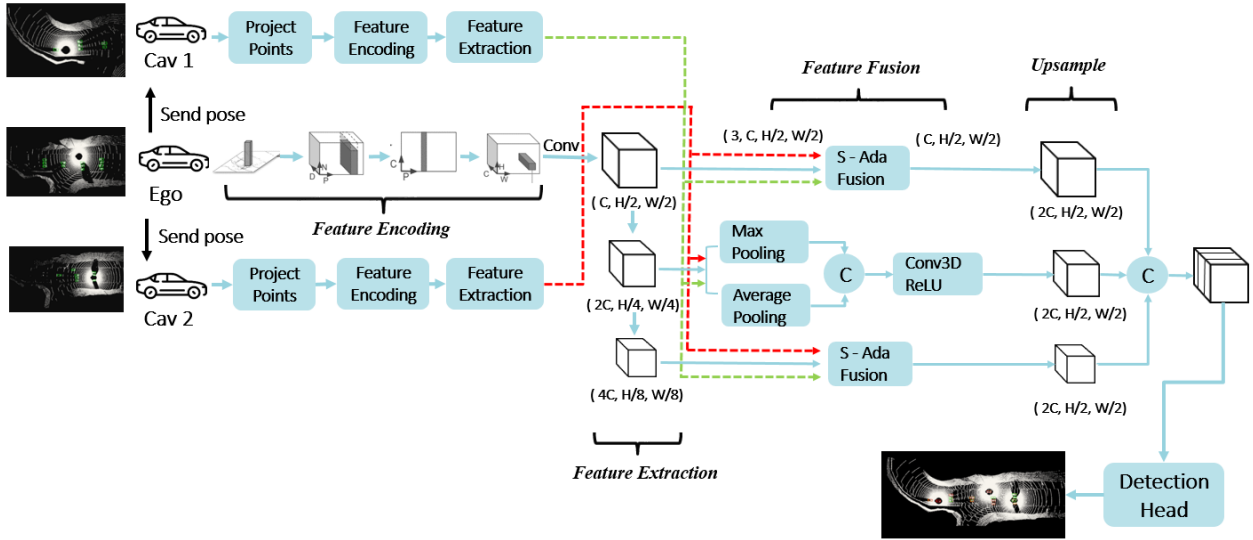 Cav 1
Project
Points
Feature
Encoding
Feature
Extraction
Send pose
Ego
Send pose
Cav 2
Project
Points
Feature
Encoding
Feature
Extraction
D
N
P
C
P
C
H
W
Conv
Feature Encoding
( C, H/2, W/2)
( 2C, H/4, W/4)
( 4C, H/8, W/8)
Feature Extraction
Feature Fusion
( 3, C, H/2, W/2)
( C, H/2, W/2)
S - Ada
Fusion
Max
Pooling
Average
Pooling
C
Conv3D
ReLU
S - Ada
Fusion
Upsample
( 2C, H/2, W/2)
( 2C, H/2, W/2)
( 2C, H/2, W/2)
C
Detection
Head